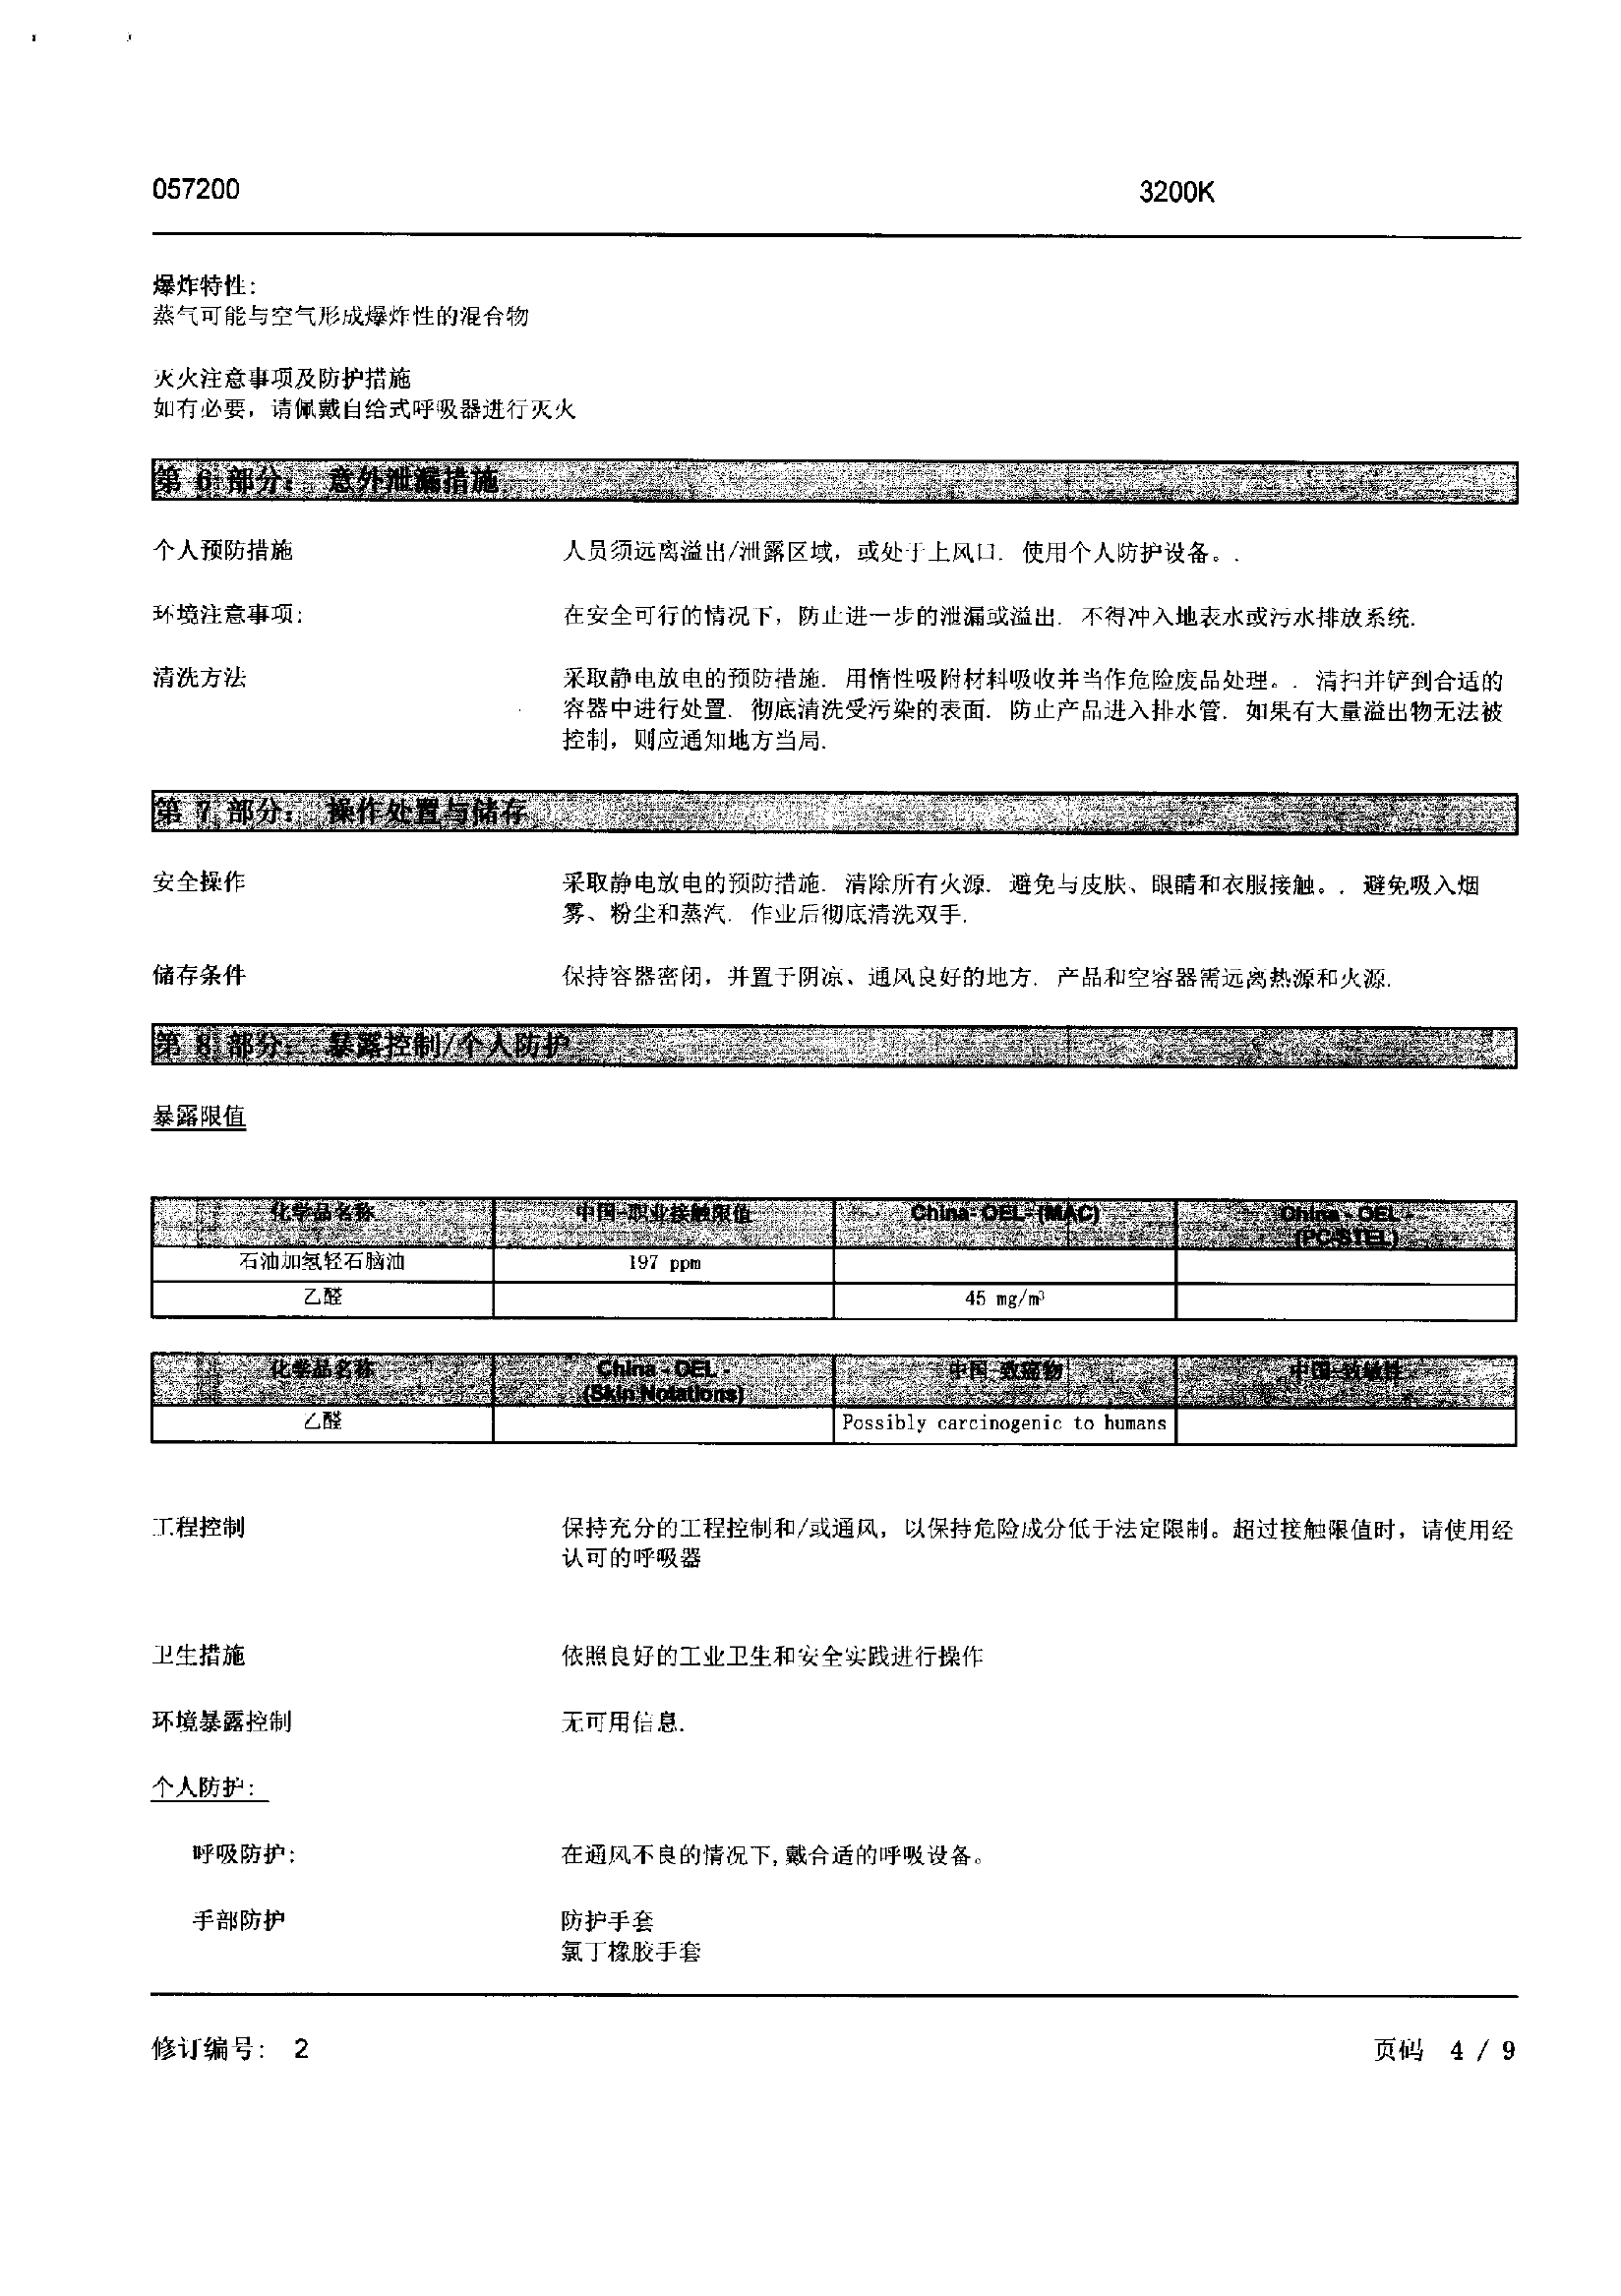 057200
3200K
爆炸特性:
蒸气可能与空气形成爆炸性的混合物
灭火注意事项及防护措施
如有必要，请佩戴自给式呼吸器进行灭火
第 6 部分： 意外泄漏措施
个人预防措施 人员须远离溢出/泄露区域，或处于上风口. 使用个人防护设备。.
环境注意事项: 在安全可行的情况下，防止进一步的泄漏或溢出. 不得冲入地表水或污水排放系统.
清洗方法 采取静电放电的预防措施. 用惰性吸附材料吸收并当作危险废品处理。. 清扫并铲到合适的
容器中进行处置. 彻底清洗受污染的表面. 防止产品进入排水管. 如果有大量溢出物无法被
控制，则应通知地方当局.
第 7 部分： 操作处置与储存
安全操作 采取静电放电的预防措施. 清除所有火源. 避免与皮肤、眼睛和衣服接触。. 避免吸入烟
雾、粉尘和蒸汽. 作业后彻底清洗双手.
储存条件 保持容器密闭，并置于阴凉、通风良好的地方. 产品和空容器需远离热源和火源.
第 8 部分： 暴露控制/个人防护
暴露限值
化学品名称 中国-职业接触限值 China- OEL- (MAC) China - OEL -
(PC-STEL)
石油加氢轻石脑油 197 ppm
乙醛 45 mg/m³
化学品名称 China - OEL - 中国-致癌物 中国-致敏性
(Skin Notations)
乙醛 Possibly carcinogenic to humans
工程控制 保持充分的工程控制和/或通风，以保持危险成分低于法定限制。超过接触限值时，请使用经
认可的呼吸器
卫生措施 依照良好的工业卫生和安全实践进行操作
环境暴露控制 无可用信息.
个人防护:
呼吸防护: 在通风不良的情况下,戴合适的呼吸设备。
手部防护 防护手套
氯丁橡胶手套
修订编号: 2
页码 4 / 9